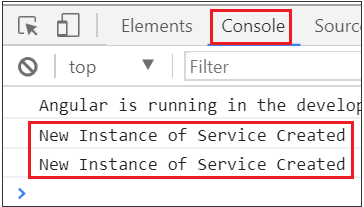 Elements Console Sourc
top Filter
Angular is running in the develop
New Instance of Service Created
New Instance of Service Created